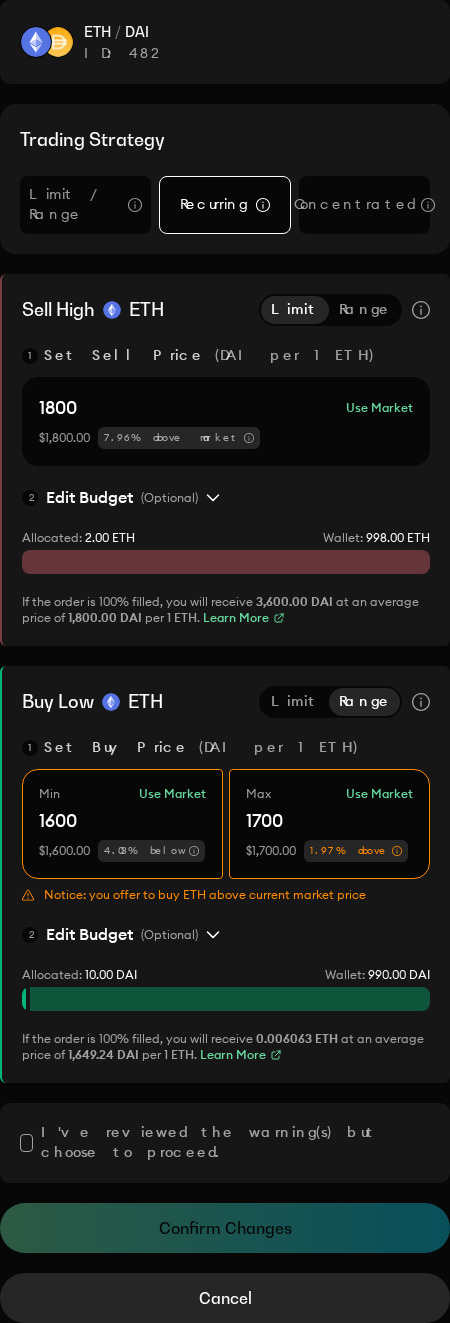 ETH / DAI
ID: 482
Trading Strategy
Limit /
Range
Recurring
Concentrated
Sell High ETH
Limit
Range
1 Set Sell Price (DAI per 1 ETH)
1800
Use Market
$1,800.00
7.96% above market
2 Edit Budget (Optional)
Allocated: 2.00 ETH
Wallet: 998.00 ETH
If the order is 100% filled, you will receive 3,600.00 DAI at an average
price of 1,800.00 DAI per 1 ETH. Learn More
Buy Low ETH
Limit
Range
1 Set Buy Price (DAI per 1 ETH)
Min
Use Market
1600
$1,600.00
4.03% below
Max
Use Market
1700
$1,700.00
1.97% above
Notice: you offer to buy ETH above current market price
2 Edit Budget (Optional)
Allocated: 10.00 DAI
Wallet: 990.00 DAI
If the order is 100% filled, you will receive 0.006063 ETH at an average
price of 1,649.24 DAI per 1 ETH. Learn More
I've reviewed the warning(s) but
choose to proceed.
Confirm Changes
Cancel